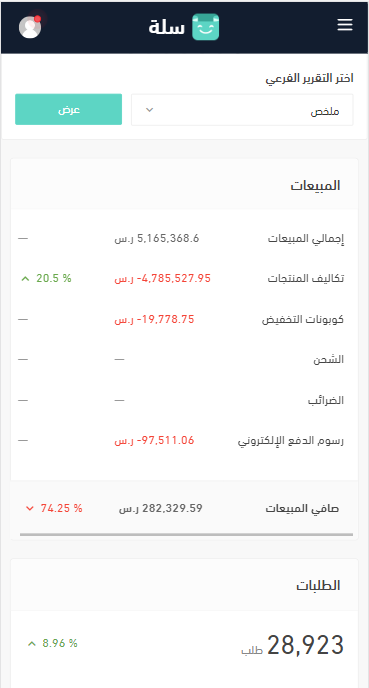 سلة
اختر التقرير الفرعي
ملخص
عرض
المبيعات
إجمالي المبيعات 5,165,368.6 ر.س —
تكاليف المنتجات -4,785,527.95 ر.س 20.5 %
كوبونات التخفيض -19,778.75 ر.س —
الشحن — —
الضرائب — —
رسوم الدفع الإلكتروني -97,511.06 ر.س —
صافي المبيعات 282,329.59 ر.س 74.25 %
الطلبات
28,923 طلب 8.96 %